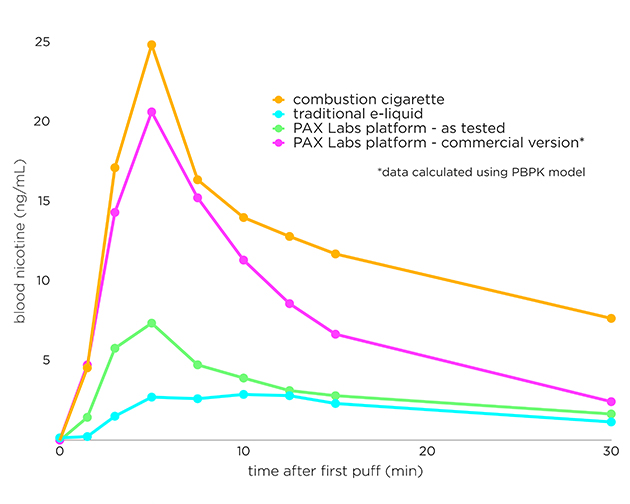 25
20
15
10
5
blood nicotine (ng/mL)
combustion cigarette
traditional e-liquid
PAX Labs platform - as tested
PAX Labs platform - commercial version*
*data calculated using PBPK model
0
10
20
30
time after first puff (min)